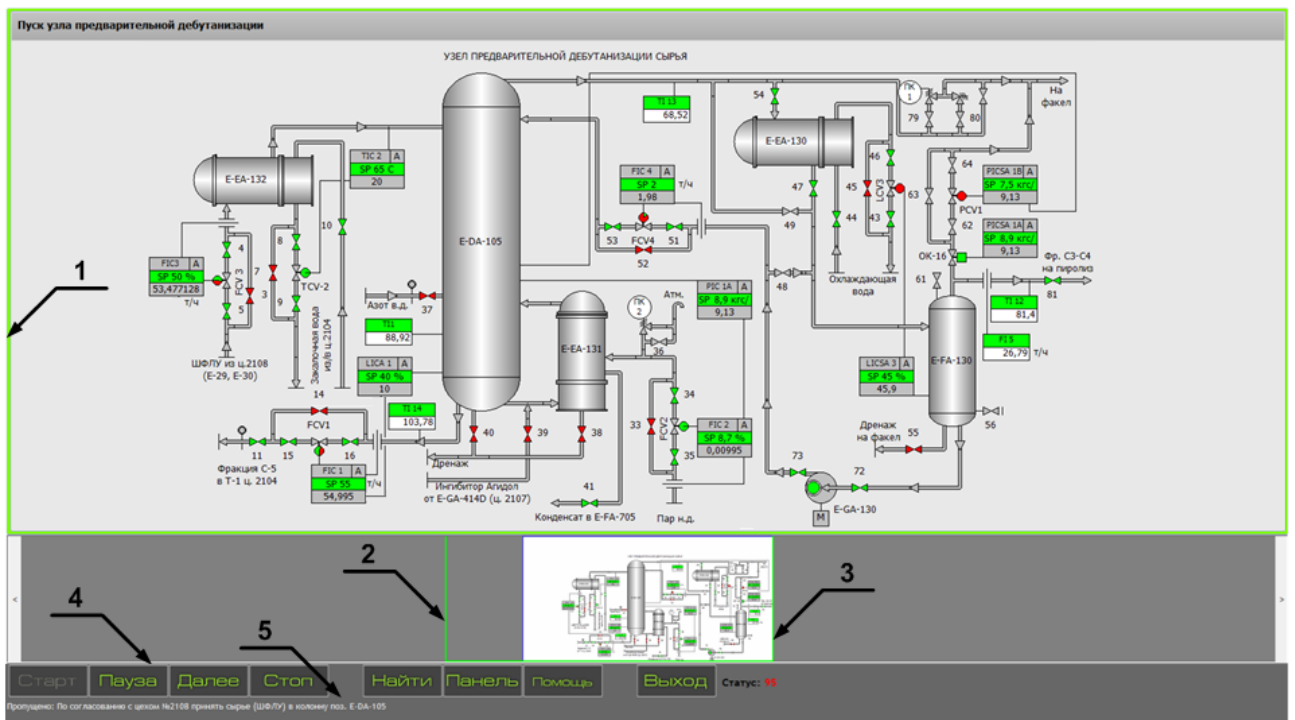 Пуск узла предварительной дебутанизации
УЗЕЛ ПРЕДВАРИТЕЛЬНОЙ ДЕБУТАНИЗАЦИИ СЫРЬЯ
ПК
1
79
80
На
факел
54
TI 13
68,52
E-EA-130
TIC 2 A
SP 65 C
20
E-EA-132
FIC 4 A
SP 2 т/ч
1,98
46
47
45
LCV3
63
64
PICSA 1B A
SP 7,5 кгс/
9,13
PCV1
62
PICSA 1A A
SP 8,9 кгс/
9,13
44
43
49
10
8
4
7
3
9
5
FCV 3
TCV-2
FIC3 A
SP 50 %
53,477128
т/ч
E-DA-105
53
FCV4
51
52
48
Охлаждающая
вода
ОК-16
Фр. С3-С4
на пиролиз
61
81
TI 12
81,4
FI 5
26,79 т/ч
1
Азот в.д.
37
TI1
88,92
ПК
2
Атм.
PIC 1A A
SP 8,9 кгс/
9,13
36
E-EA-131
E-FA-130
ШФЛУ из ц.2108
(Е-29, Е-30)
Закалочная вода
из/в ц.2104
LICA 1 A
SP 40 %
10
LICSA 3 A
SP 45 %
45,9
14
FCV1
TI 14
103,78
34
33
FCV2
35
FIC 2 A
SP 8,7 %
0,00995
56
Дренаж
на факел
55
11
15
16
40
39
38
Фракция С-5
в Т-1 ц. 2104
FIC 1 A
SP 55
54,995
т/ч
Дренаж
Ингибитор Агидол
от E-GA-414D (ц. 2107)
41
Конденсат в E-FA-705
Пар н.д.
73
72
E-GA-130
M
2
3
<
>
4
5
Старт Пауза Далее Стоп Найти Панель Помощь Выход Статус: 95
Пропущено: По согласованию с цехом №2108 принять сырье (ШФЛУ) в колонну поз. E-DA-105